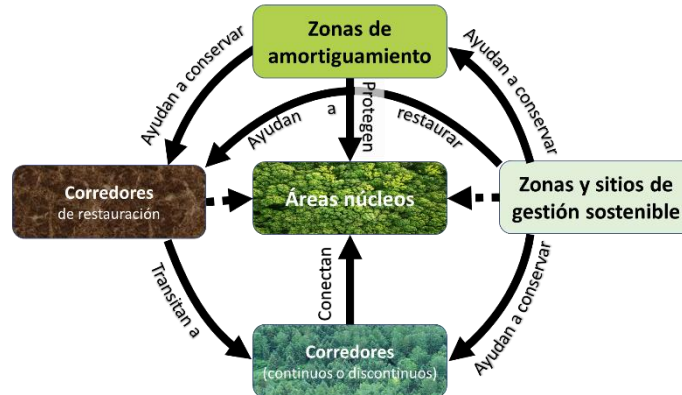 Zonas de
amortiguamiento
Ayudan a conservar
Ayudan a conservar
Protegen
Ayudan a restaurar
Corredores
de restauración
Áreas núcleos
Zonas y sitios de
gestión sostenible
Transitan a
Conectan
Ayudan a conservar
Corredores
(continuos o discontinuos)